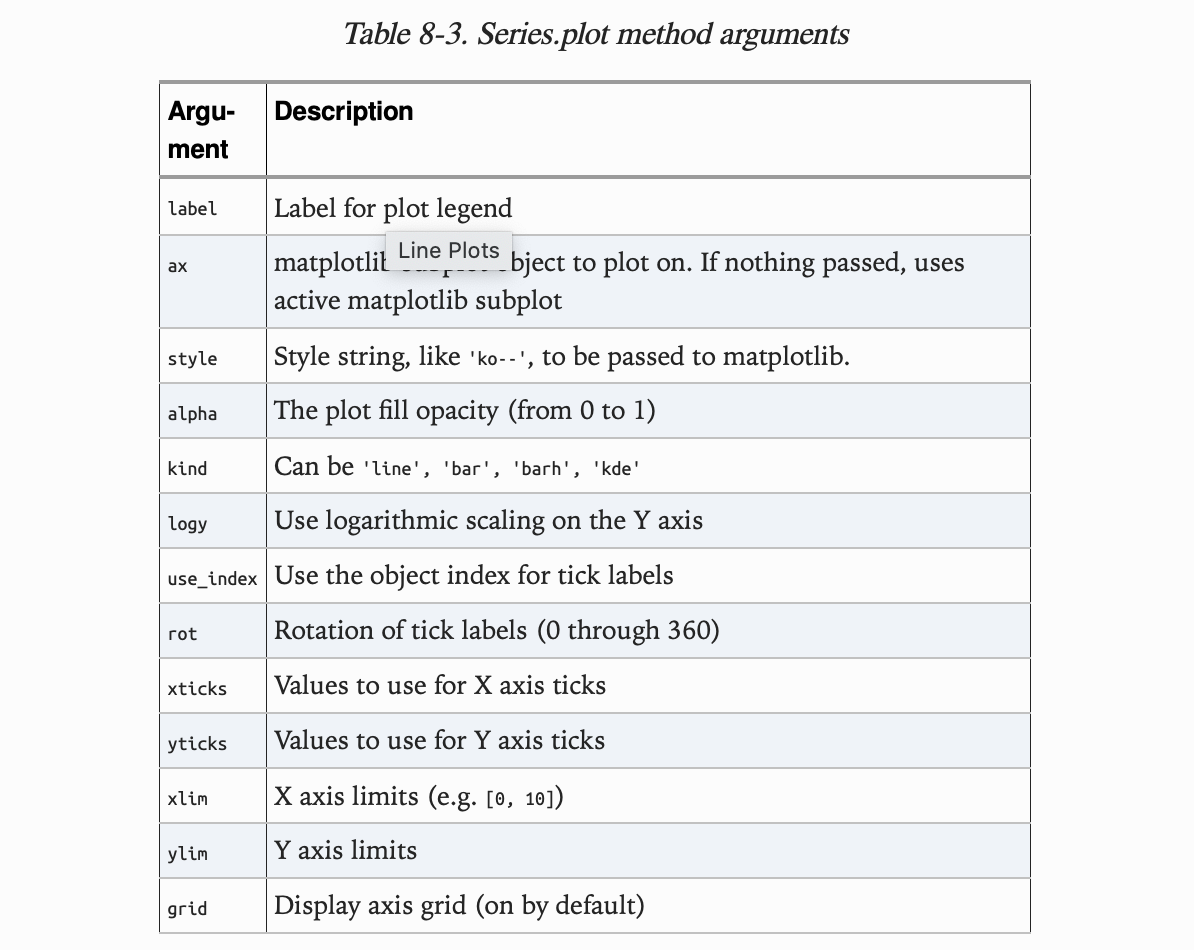 Table 8-3. Series.plot method arguments
Argu- Description
ment
label Label for plot legend
Line Plots
ax matplotlib object to plot on. If nothing passed, uses
active matplotlib subplot
style Style string, like 'ko--', to be passed to matplotlib.
alpha The plot fill opacity (from 0 to 1)
kind Can be 'line', 'bar', 'barh', 'kde'
logy Use logarithmic scaling on the Y axis
use_index Use the object index for tick labels
rot Rotation of tick labels (0 through 360)
xticks Values to use for X axis ticks
yticks Values to use for Y axis ticks
xlim X axis limits (e.g. [0, 10])
ylim Y axis limits
grid Display axis grid (on by default)